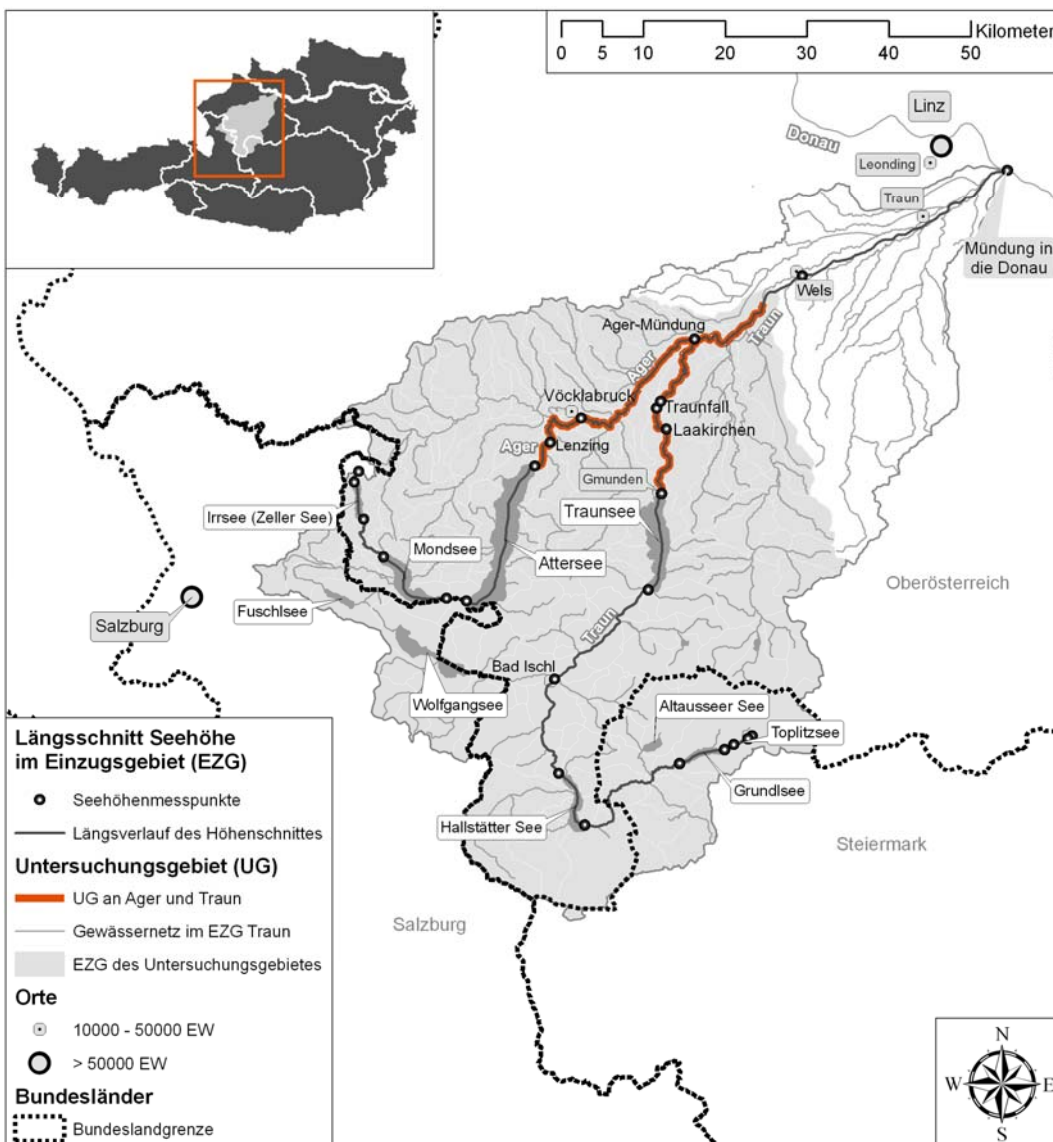 Kilometer
0 5 10 20 30 40 50
Linz
Donau
Leonding
Traun
Mündung in
die Donau
Wels
Traun
Ager-Mündung
Ager
Vöcklabruck
Traunfall
Laakirchen
Ager
Lenzing
Gmunden
Irrsee (Zeller See)
Traunsee
Mondsee
Attersee
Oberösterreich
Fuschlsee
Salzburg
Traun
Bad Ischl
Wolfgangsee
Altausseer See
Toplitzsee
Grundlsee
Hallstätter See
Steiermark
Salzburg
Längsschnitt Seehöhe
im Einzugsgebiet (EZG)
Seehöhenmesspunkte
Längsverlauf des Höhenschnittes
Untersuchungsgebiet (UG)
UG an Ager und Traun
Gewässernetz im EZG Traun
EZG des Untersuchungsgebietes
Orte
10000 - 50000 EW
> 50000 EW
Bundesländer
Bundeslandgrenze
N
W E
S